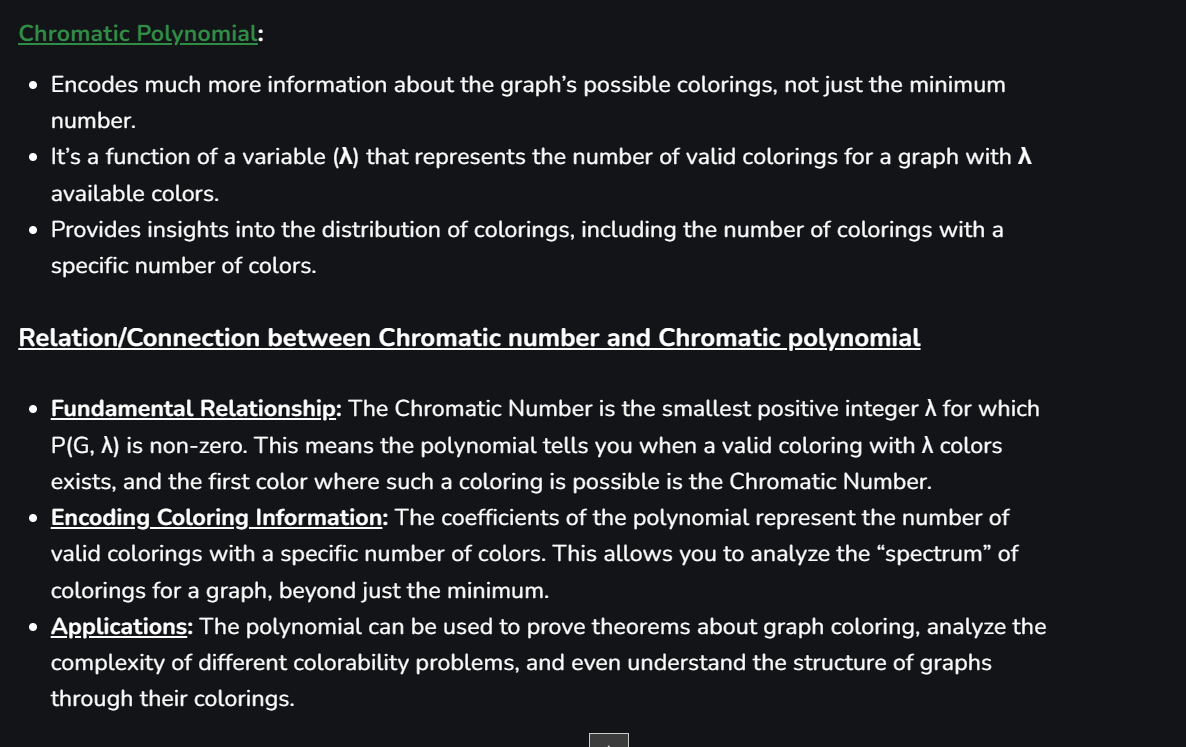 Chromatic Polynomial:
• Encodes much more information about the graph’s possible colorings, not just the minimum
number.
• It’s a function of a variable (λ) that represents the number of valid colorings for a graph with λ
available colors.
• Provides insights into the distribution of colorings, including the number of colorings with a
specific number of colors.
Relation/Connection between Chromatic number and Chromatic polynomial
• Fundamental Relationship: The Chromatic Number is the smallest positive integer λ for which
P(G, λ) is non-zero. This means the polynomial tells you when a valid coloring with λ colors
exists, and the first color where such a coloring is possible is the Chromatic Number.
• Encoding Coloring Information: The coefficients of the polynomial represent the number of
valid colorings with a specific number of colors. This allows you to analyze the “spectrum” of
colorings for a graph, beyond just the minimum.
• Applications: The polynomial can be used to prove theorems about graph coloring, analyze the
complexity of different colorability problems, and even understand the structure of graphs
through their colorings.